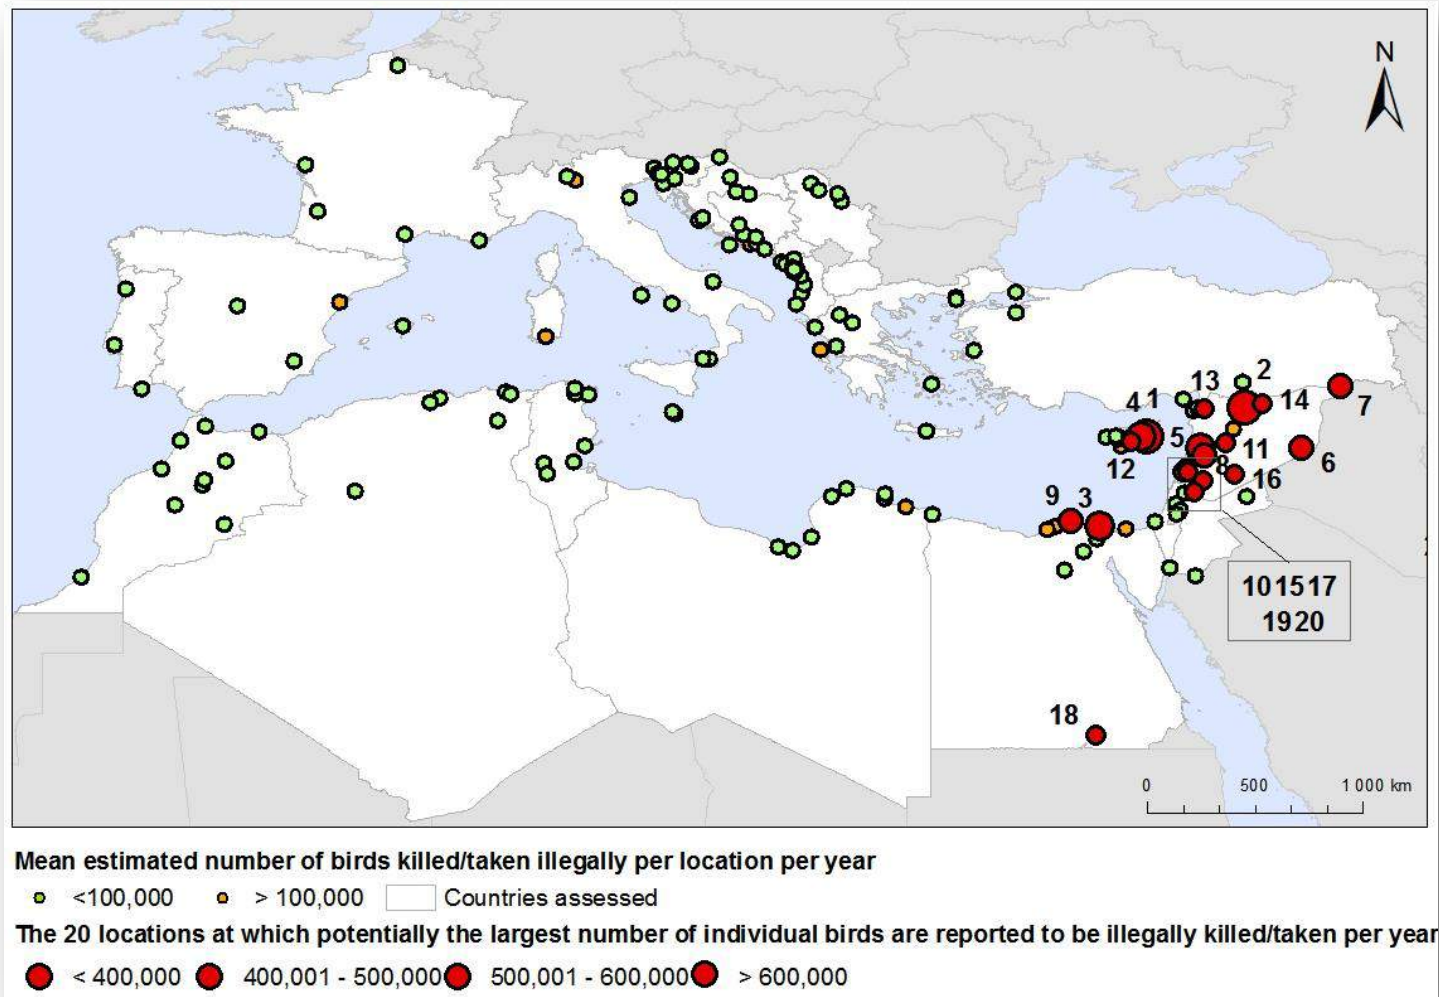 N
13
2
4
1
14
7
5
11
12
8
6
16
9
3
10 15 17
19 20
18
0 500 1 000 km
Mean estimated number of birds killed/taken illegally per location per year
<100,000 > 100,000 Countries assessed
The 20 locations at which potentially the largest number of individual birds are reported to be illegally killed/taken per year
< 400,000 400,001 - 500,000 500,001 - 600,000 > 600,000